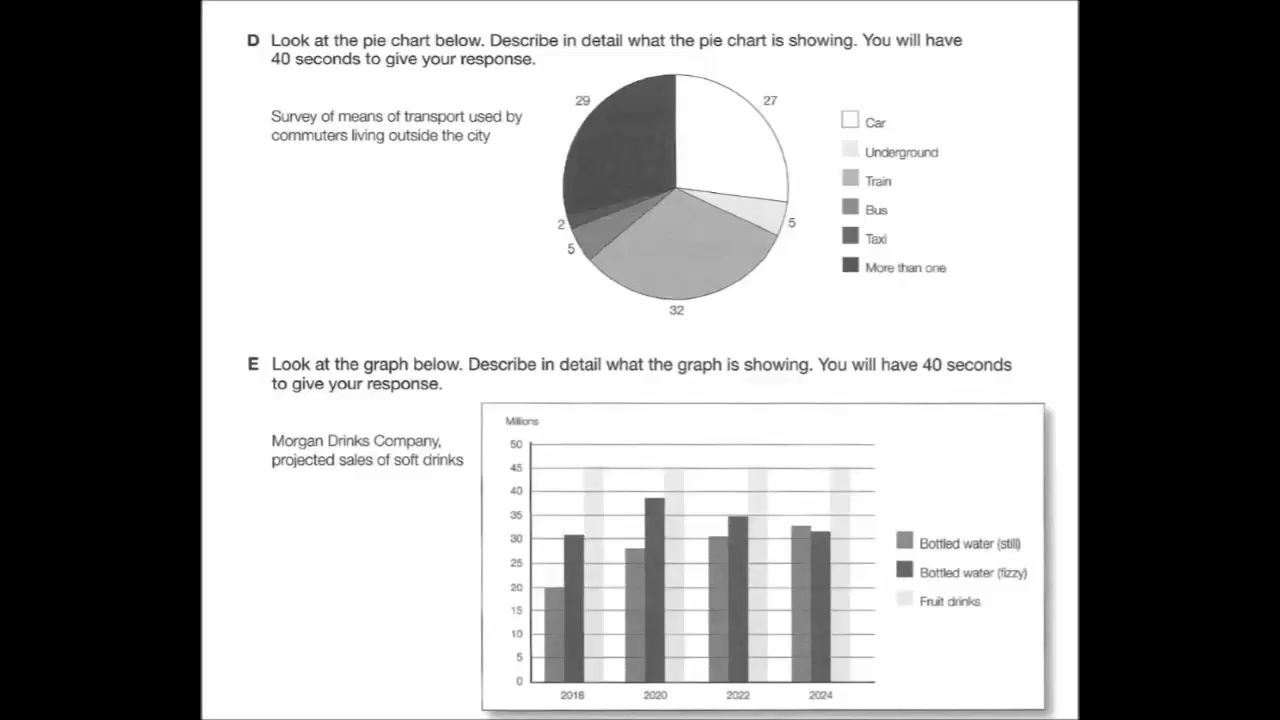 D Look at the pie chart below. Describe in detail what the pie chart is showing. You will have
40 seconds to give your response.
Survey of means of transport used by
commuters living outside the city
29
27
2
5
5
32
Car
Underground
Train
Bus
Taxi
More than one
E Look at the graph below. Describe in detail what the graph is showing. You will have 40 seconds
to give your response.
Morgan Drinks Company,
projected sales of soft drinks
Millions
50
45
40
35
30
25
20
15
10
5
0
2018
2020
2022
2024
Bottled water (still)
Bottled water (fizzy)
Fruit drinks